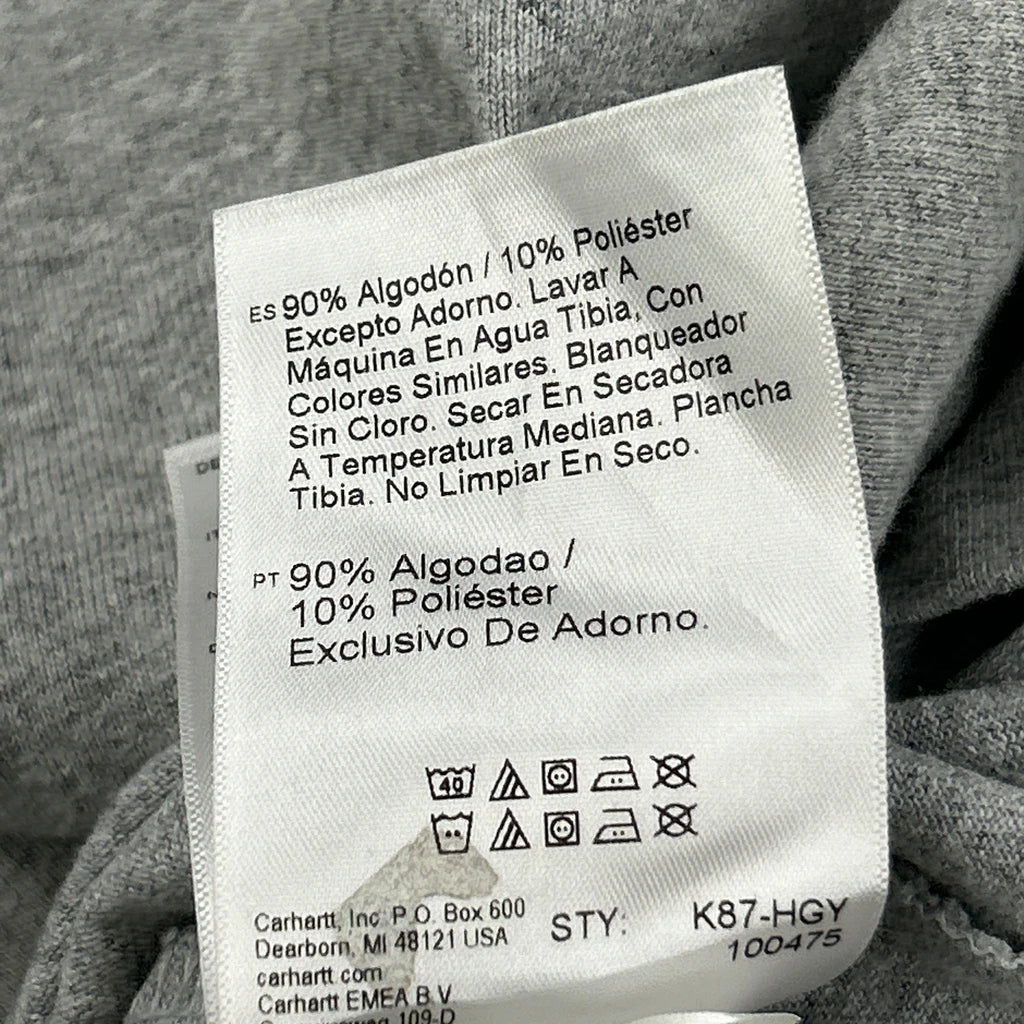 ES 90% Algodón / 10% Poliéster
Excepto Adorno. Lavar A
Máquina En Agua Tibia, Con
Colores Similares. Blanqueador
Sin Cloro. Secar En Secadora
A Temperatura Mediana. Plancha
Tibia. No Limpiar En Seco.
PT 90% Algodao /
10% Poliéster
Exclusivo De Adorno.
40
Carhartt, Inc. P.O. Box 600
Dearborn, MI 48121 USA
carhartt.com
Carhartt EMEA B.V.
109-D
STY: K87-HGY
100475
DE